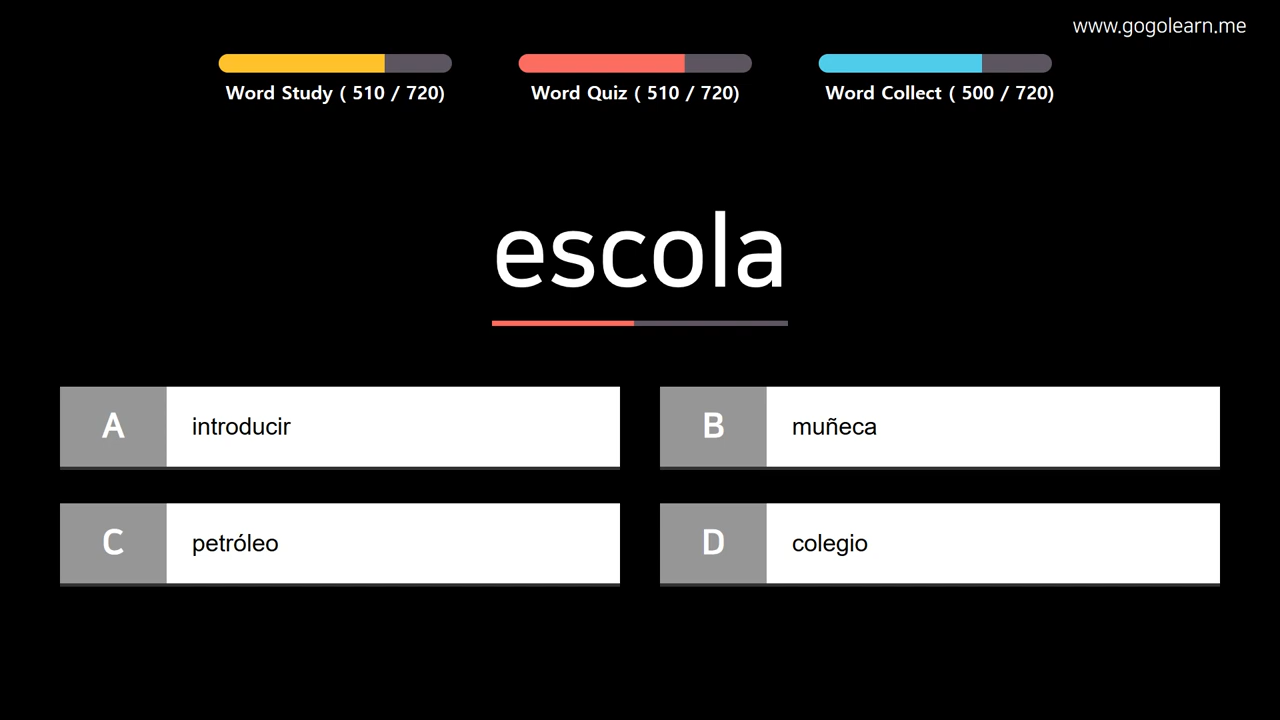 www.gogolearn.me
Word Study ( 510 / 720)
Word Quiz ( 510 / 720)
Word Collect ( 500 / 720)
escola
A introducir
B muñeca
C petróleo
D colegio